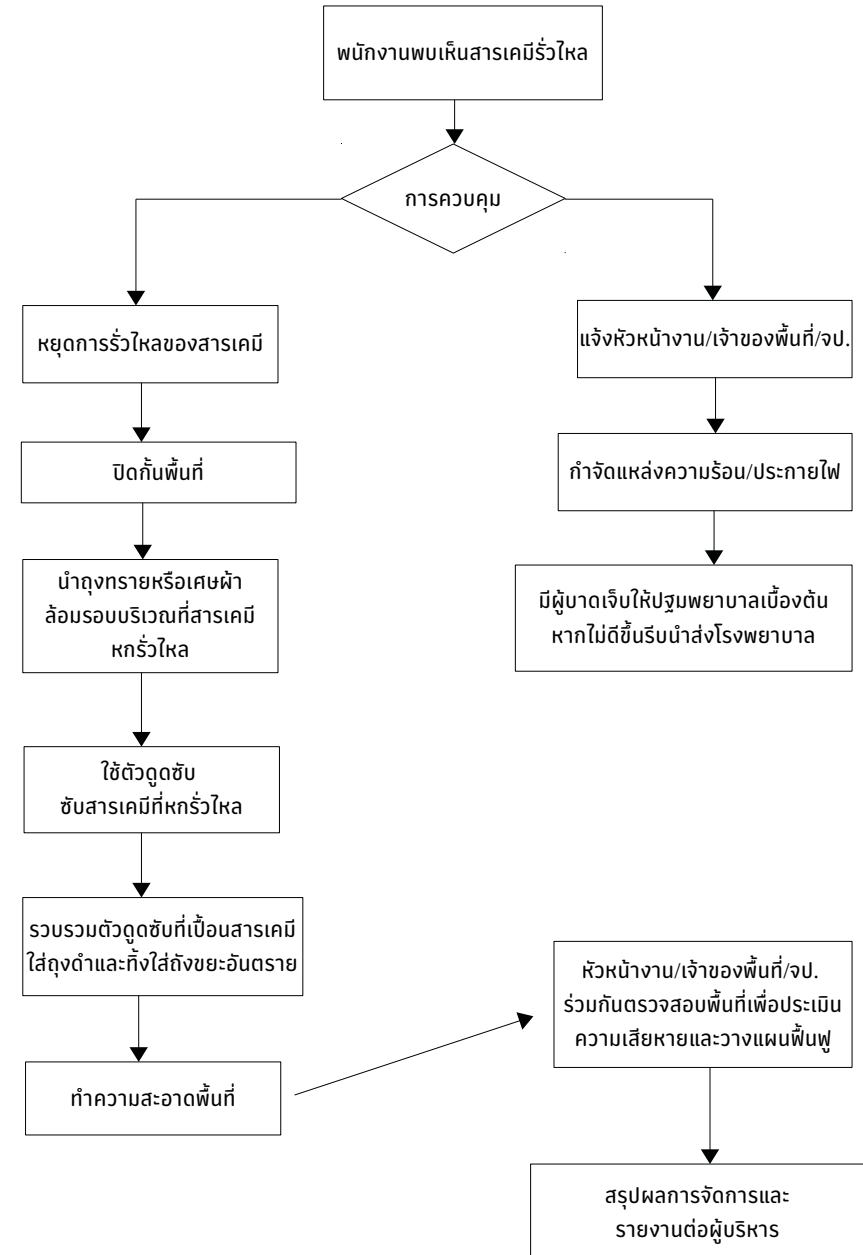 พนักงานพบเห็นสารเคมีรั่วไหล
การควบคุม
หยุดการรั่วไหลของสารเคมี
ปิดกั้นพื้นที่
นำถุงทรายหรือเศษผ้า
ล้อมรอบบริเวณที่สารเคมี
หกรั่วไหล
ใช้ตัวดูดซับ
ซับสารเคมีที่หกรั่วไหล
รวบรวมตัวดูดซับที่เปื้อนสารเคมี
ใส่ถุงดำและทิ้งใส่ถังขยะอันตราย
ทำความสะอาดพื้นที่
แจ้งหัวหน้างาน/เจ้าของพื้นที่/จป.
กำจัดแหล่งความร้อน/ประกายไฟ
มีผู้บาดเจ็บให้ปฐมพยาบาลเบื้องต้น
หากไม่ดีขึ้นรีบนำส่งโรงพยาบาล
หัวหน้างาน/เจ้าของพื้นที่/จป.
ร่วมกันตรวจสอบพื้นที่เพื่อประเมิน
ความเสียหายและวางแผนฟื้นฟู
สรุปผลการจัดการและ
รายงานต่อผู้บริหาร